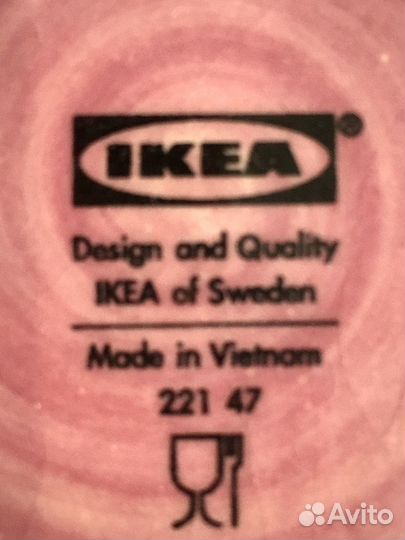 IKEA®
Design and Quality
IKEA of Sweden
Made in Vietnam
221 47
Avito